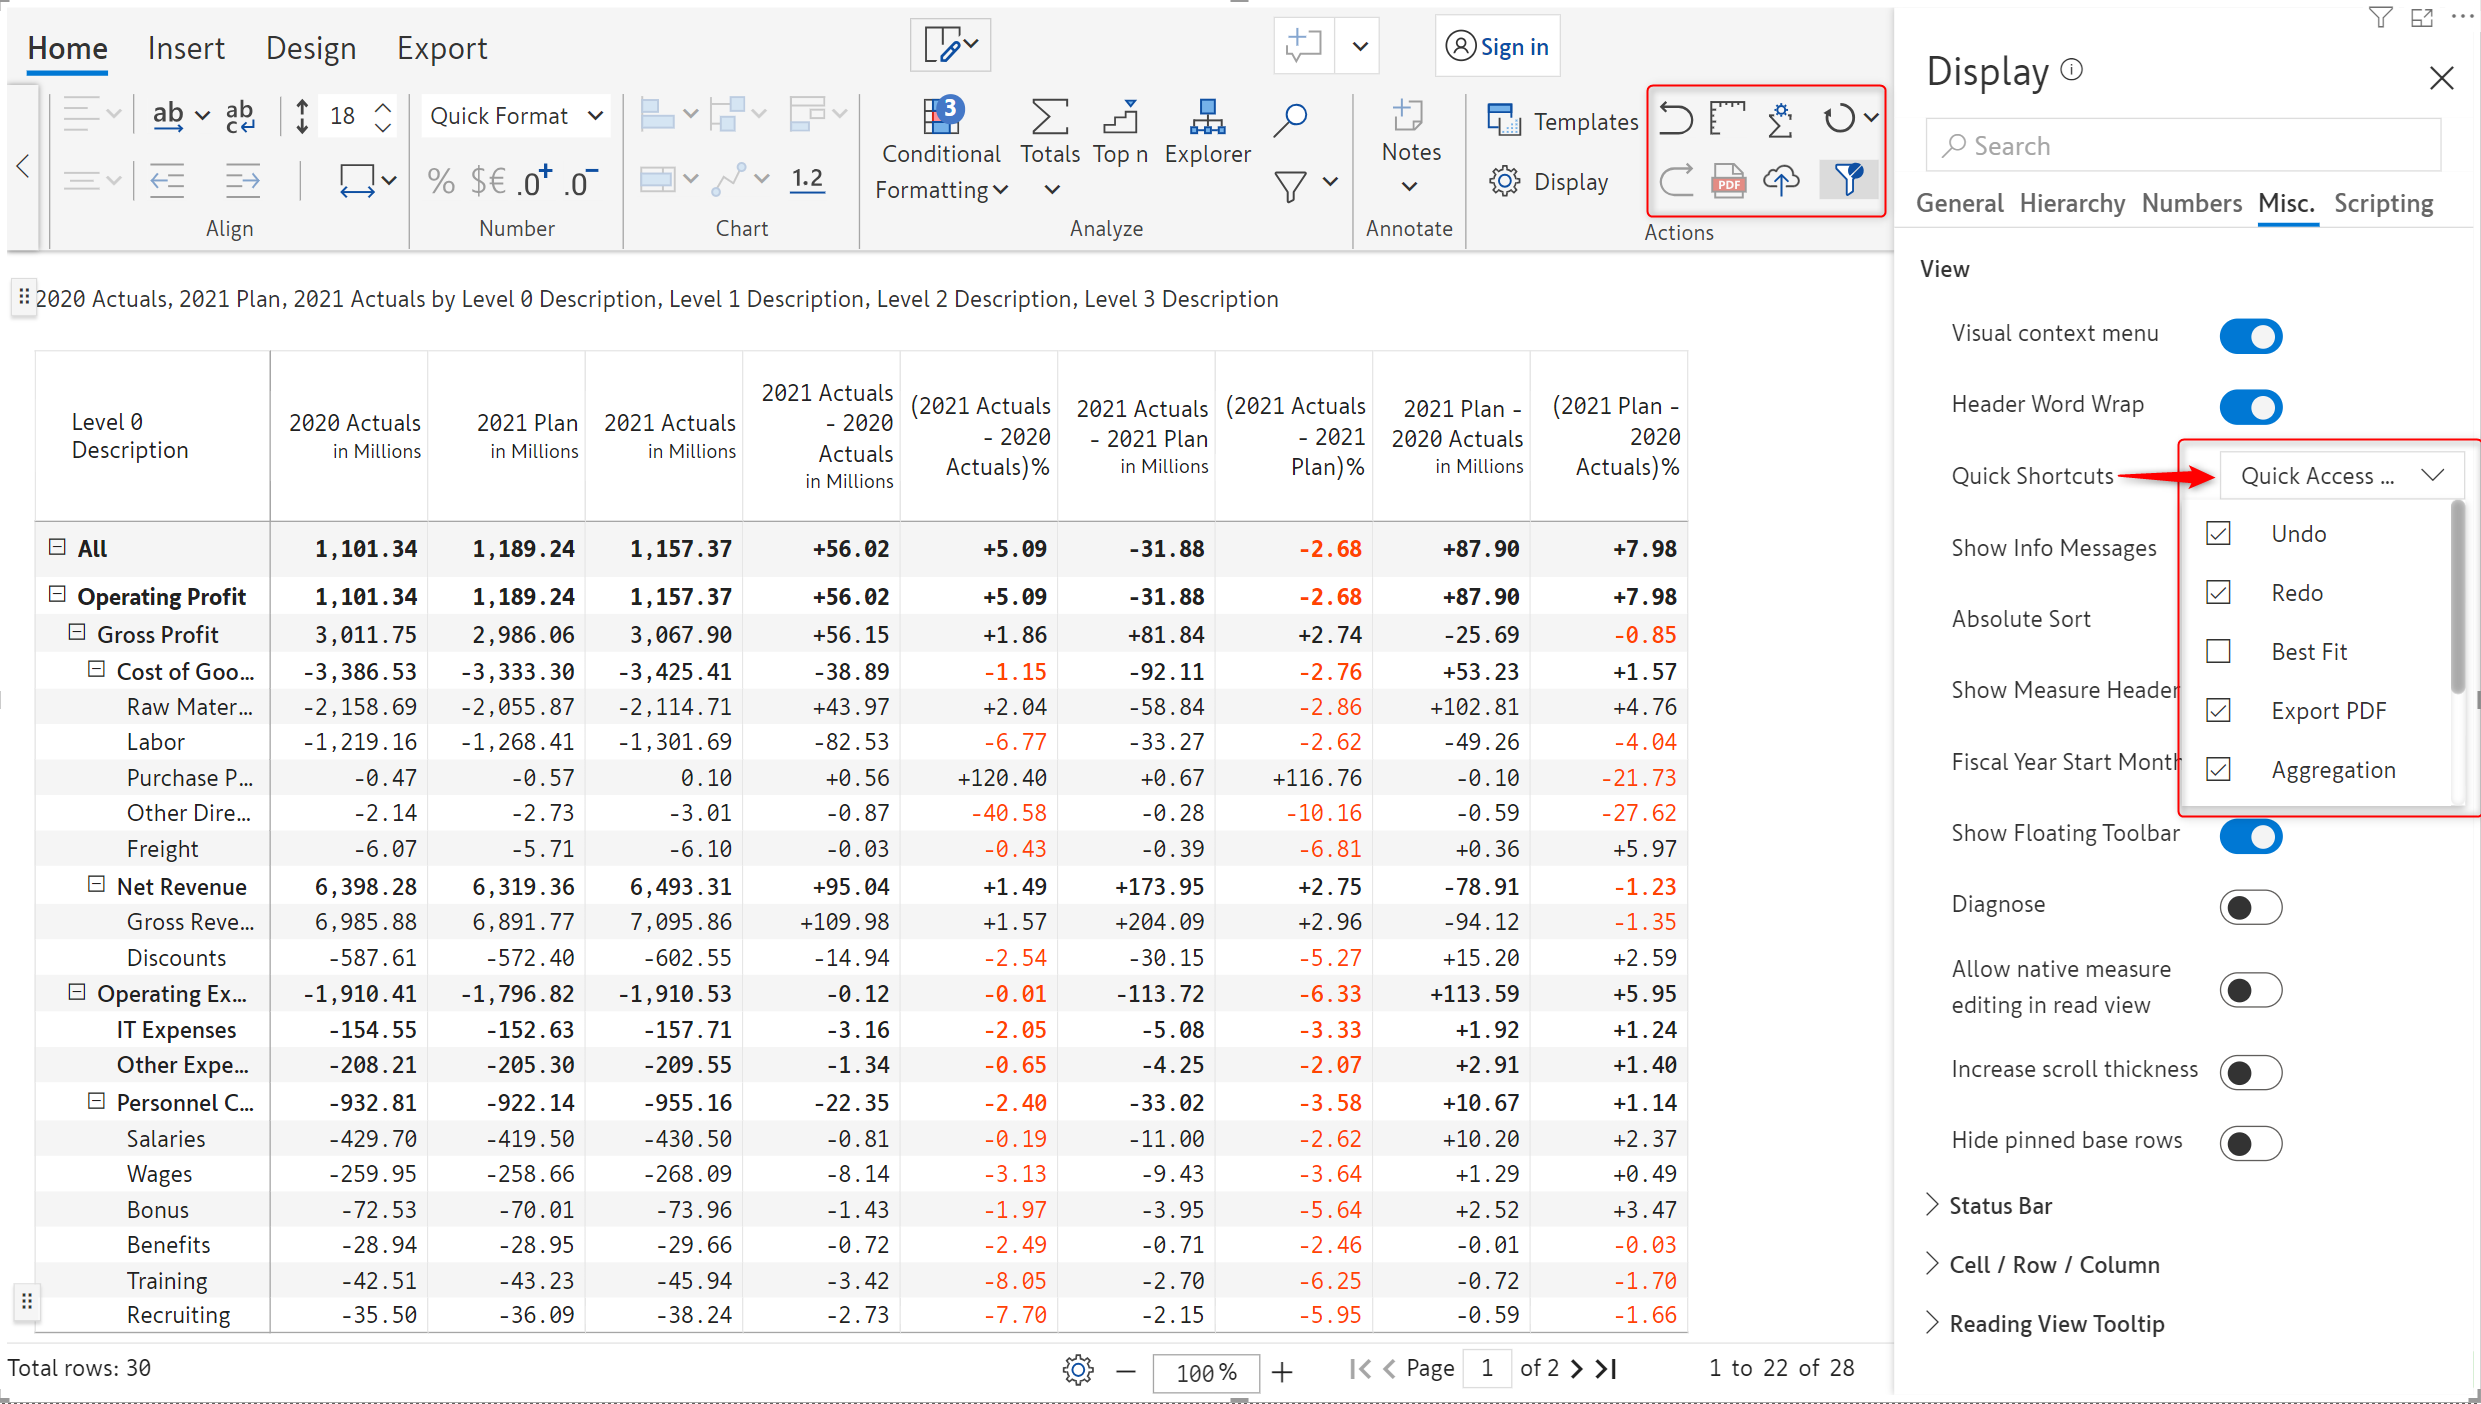 Home Insert Design Export
Sign in
ab ab c 18 Quick Format
3
Conditional Formatting Totals Top n Explorer
Notes
Templates
Display
% $€ .0+ .0- 1.2
PDF
Align Number Chart Analyze Annotate Actions
2020 Actuals, 2021 Plan, 2021 Actuals by Level 0 Description, Level 1 Description, Level 2 Description, Level 3 Description
Level 0 Description 2020 Actuals in Millions 2021 Plan in Millions 2021 Actuals in Millions 2021 Actuals - 2020 Actuals in Millions (2021 Actuals - 2020 Actuals)% 2021 Actuals - 2021 Plan in Millions (2021 Actuals - 2021 Plan)% 2021 Plan - 2020 Actuals in Millions (2021 Plan - 2020 Actuals)%
All 1,101.34 1,189.24 1,157.37 +56.02 +5.09 -31.88 -2.68 +87.90 +7.98
Operating Profit 1,101.34 1,189.24 1,157.37 +56.02 +5.09 -31.88 -2.68 +87.90 +7.98
Gross Profit 3,011.75 2,986.06 3,067.90 +56.15 +1.86 +81.84 +2.74 -25.69 -0.85
Cost of Goo... -3,386.53 -3,333.30 -3,425.41 -38.89 -1.15 -92.11 -2.76 +53.23 +1.57
Raw Mater... -2,158.69 -2,055.87 -2,114.71 +43.97 +2.04 -58.84 -2.86 +102.81 +4.76
Labor -1,219.16 -1,268.41 -1,301.69 -82.53 -6.77 -33.27 -2.62 -49.26 -4.04
Purchase P... -0.47 -0.57 0.10 +0.56 +120.40 +0.67 +116.76 -0.10 -21.73
Other Dire... -2.14 -2.73 -3.01 -0.87 -40.58 -0.28 -10.16 -0.59 -27.62
Freight -6.07 -5.71 -6.10 -0.03 -0.43 -0.39 -6.81 +0.36 +5.97
Net Revenue 6,398.28 6,319.36 6,493.31 +95.04 +1.49 +173.95 +2.75 -78.91 -1.23
Gross Reve... 6,985.88 6,891.77 7,095.86 +109.98 +1.57 +204.09 +2.96 -94.12 -1.35
Discounts -587.61 -572.40 -602.55 -14.94 -2.54 -30.15 -5.27 +15.20 +2.59
Operating Ex... -1,910.41 -1,796.82 -1,910.53 -0.12 -0.01 -113.72 -6.33 +113.59 +5.95
IT Expenses -154.55 -152.63 -157.71 -3.16 -2.05 -5.08 -3.33 +1.92 +1.24
Other Expe... -208.21 -205.30 -209.55 -1.34 -0.65 -4.25 -2.07 +2.91 +1.40
Personnel C... -932.81 -922.14 -955.16 -22.35 -2.40 -33.02 -3.58 +10.67 +1.14
Salaries -429.70 -419.50 -430.50 -0.81 -0.19 -11.00 -2.62 +10.20 +2.37
Wages -259.95 -258.66 -268.09 -8.14 -3.13 -9.43 -3.64 +1.29 +0.49
Bonus -72.53 -70.01 -73.96 -1.43 -1.97 -3.95 -5.64 +2.52 +3.47
Benefits -28.94 -28.95 -29.66 -0.72 -2.49 -0.71 -2.46 -0.01 -0.03
Training -42.51 -43.23 -45.94 -3.42 -8.05 -2.70 -6.25 -0.72 -1.70
Recruiting -35.50 -36.09 -38.24 -2.73 -7.70 -2.15 -5.95 -0.59 -1.66
Total rows: 30 100 % Page 1 of 2 1 to 22 of 28
Display
Search
General Hierarchy Numbers Misc. Scripting
View
Visual context menu
Header Word Wrap
Quick Shortcuts Quick Access ...
Undo
Show Info Messages
Redo
Absolute Sort
Best Fit
Show Measure Header
Export PDF
Fiscal Year Start Month
Aggregation
Show Floating Toolbar
Diagnose
Allow native measure
editing in read view
Increase scroll thickness
Hide pinned base rows
Status Bar
Cell / Row / Column
Reading View Tooltip